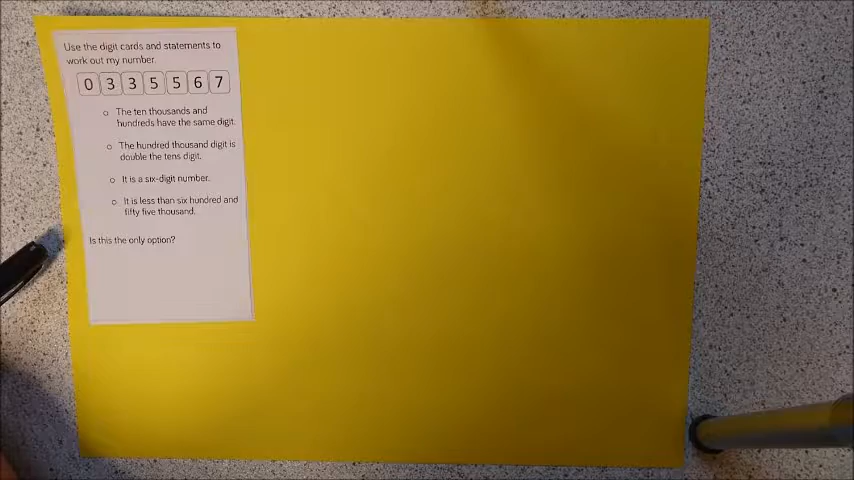 Use the digit cards and statements to
work out my number.
0 3 3 5 5 6 7
The ten thousands and
hundreds have the same digit.
The hundred thousand digit is
double the tens digit.
It is a six-digit number.
It is less than six hundred and
fifty five thousand.
Is this the only option?